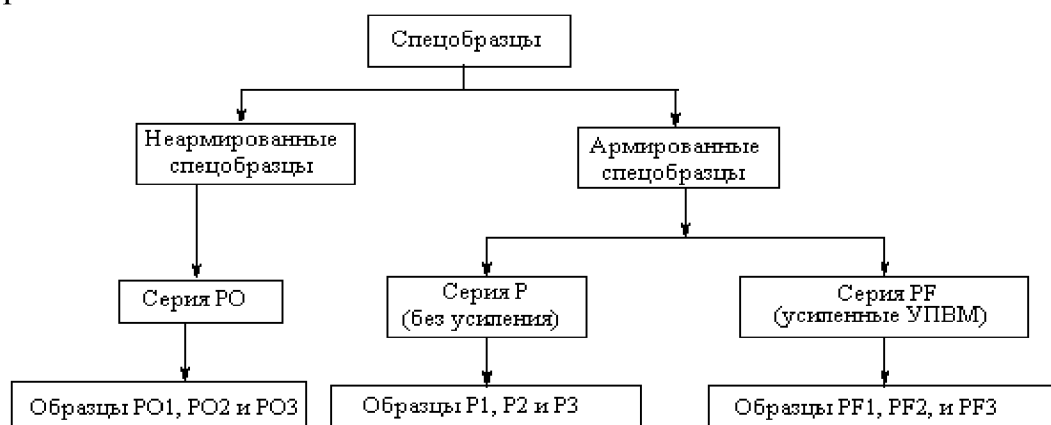 Спецобразцы
Неармированные
спецобразцы
Армированные
спецобразцы
Серия РО
Серия Р
(без усиления)
Серия PF
(усиленные УПВМ)
Образцы РО1, РО2 и РО3
Образцы Р1, Р2 и Р3
Образцы PF1, PF2, и PF3